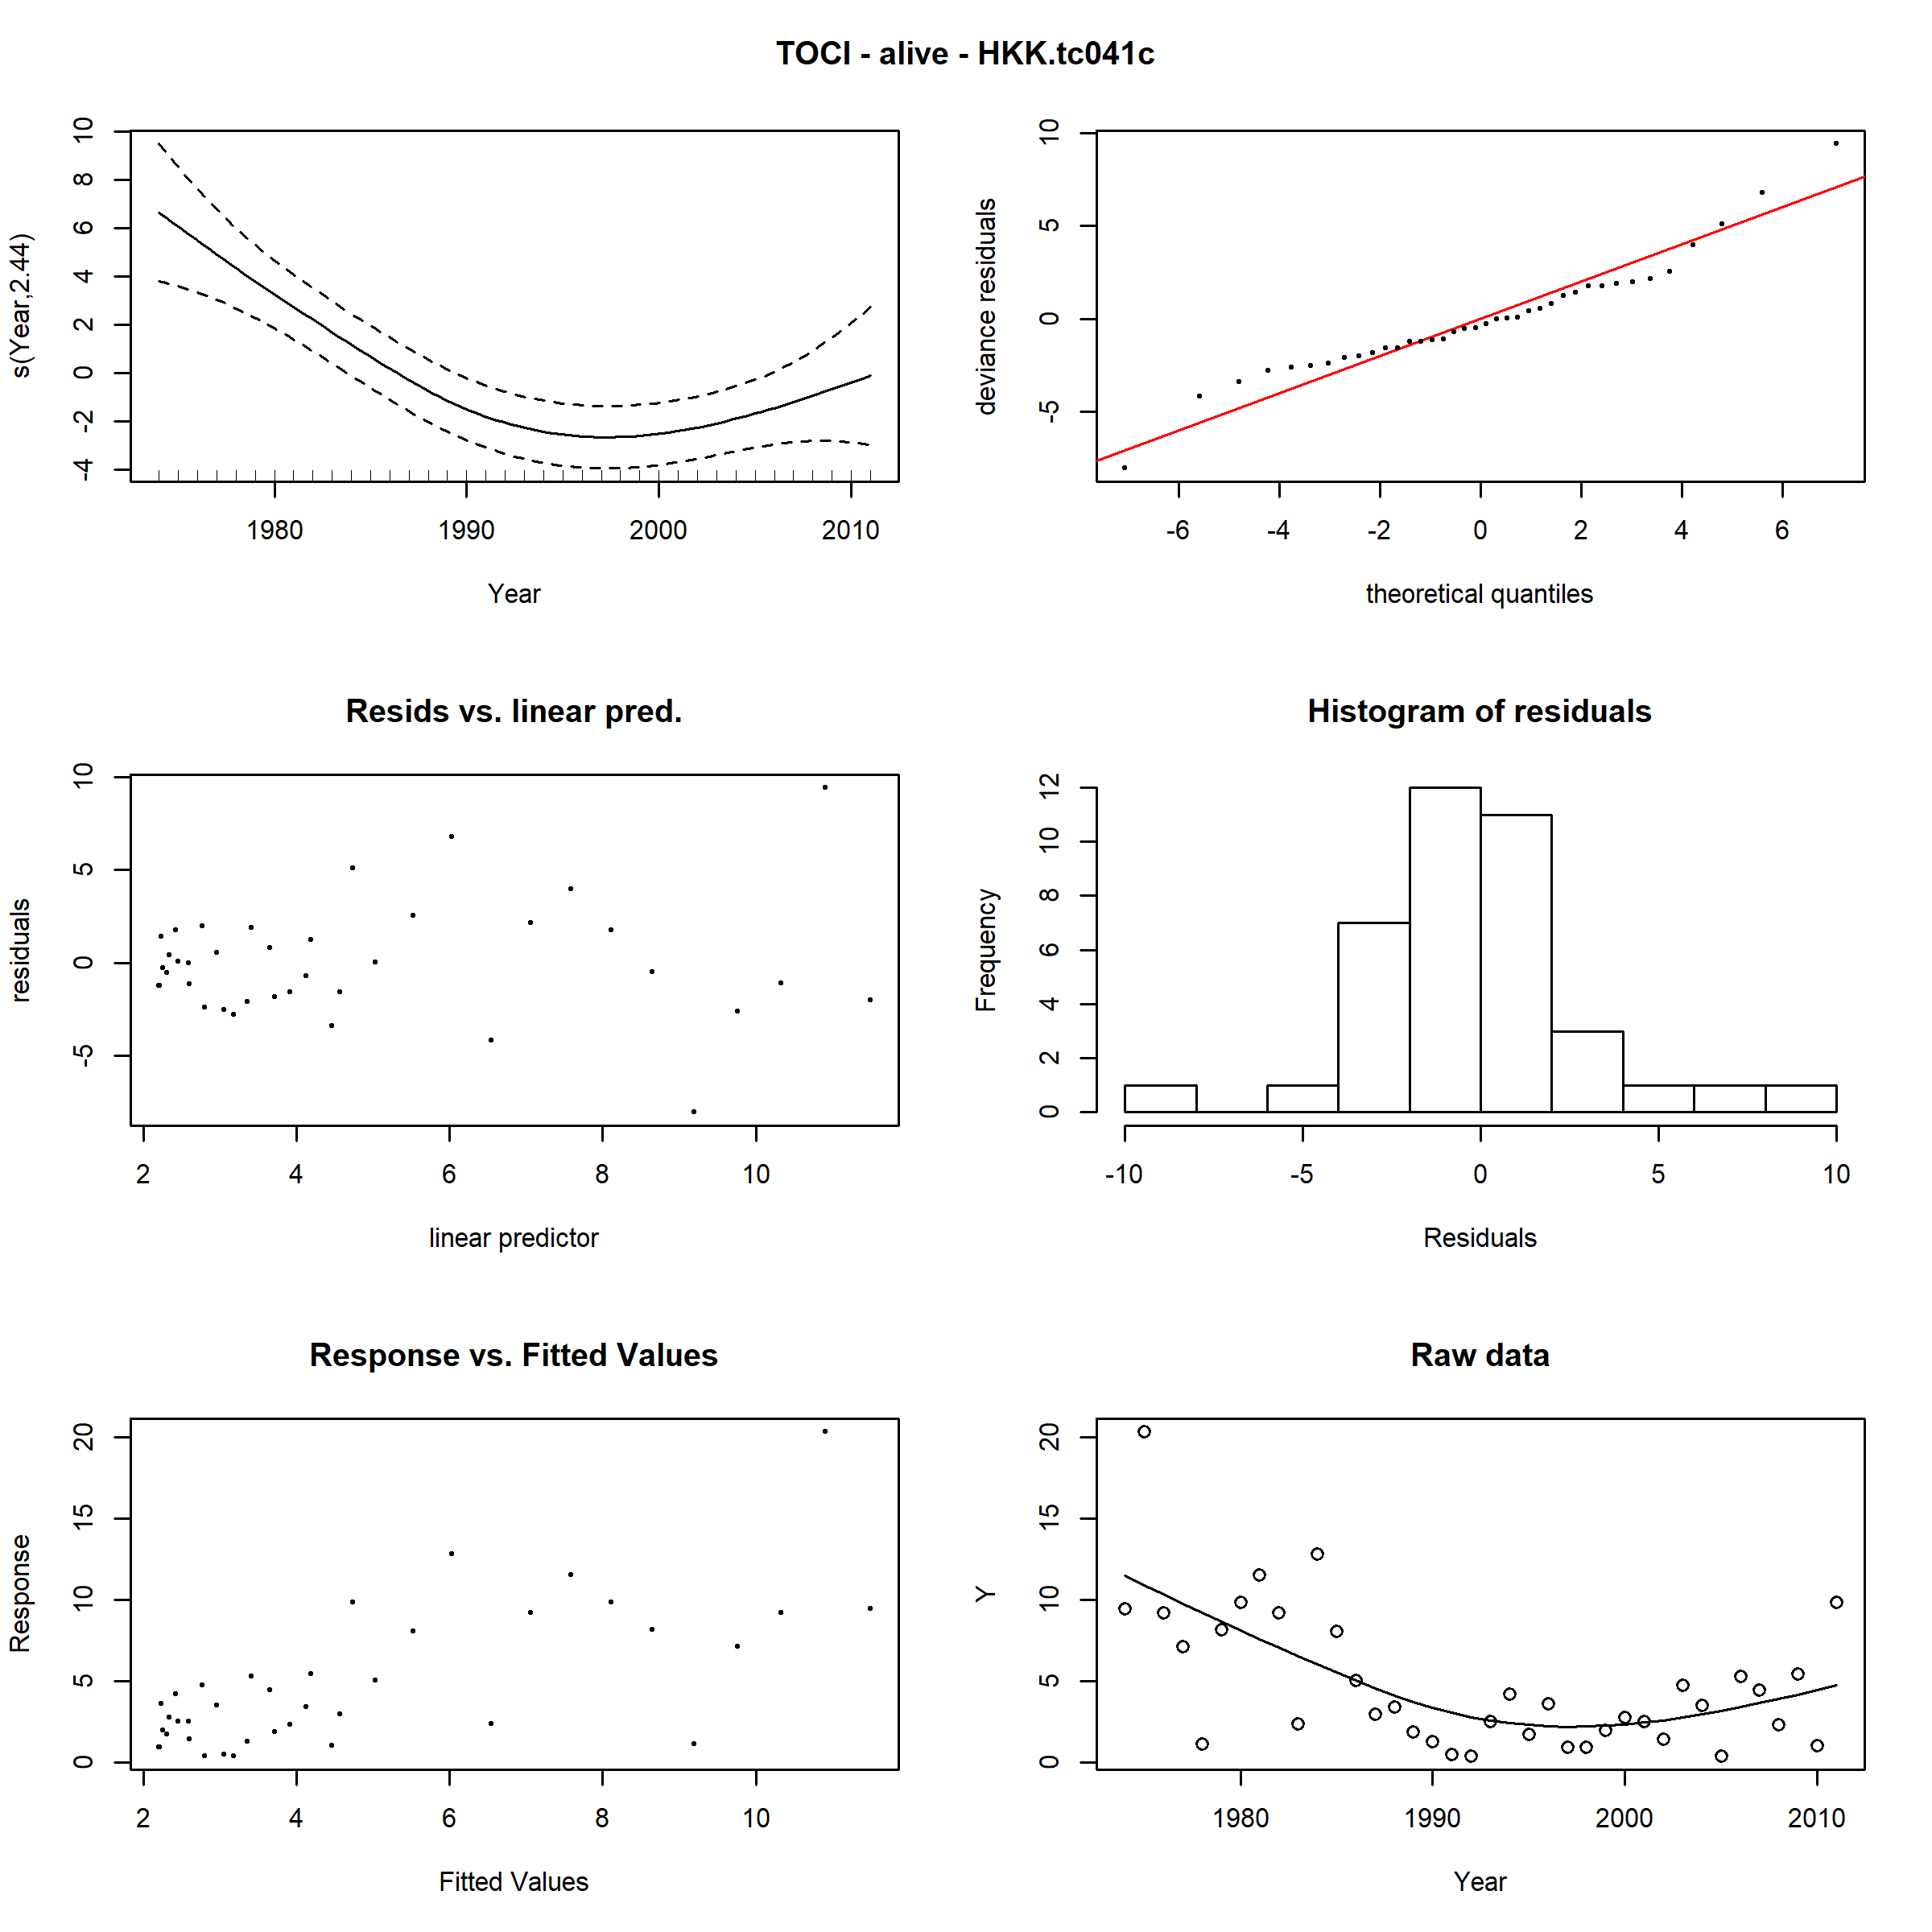 TOCI - alive - HKK.tc041c
s(Year,2.44)
-4 -2 0 2 4 6 8 10
1980 1990 2000 2010
Year
deviance residuals
-5 0 5 10
-6 -4 -2 0 2 4 6
theoretical quantiles
Resids vs. linear pred.
residuals
-5 0 5 10
2 4 6 8 10
linear predictor
Histogram of residuals
Frequency
0 2 4 6 8 10 12
-10 -5 0 5 10
Residuals
Response vs. Fitted Values
Response
0 5 10 15 20
2 4 6 8 10
Fitted Values
Raw data
Y
0 5 10 15 20
1980 1990 2000 2010
Year